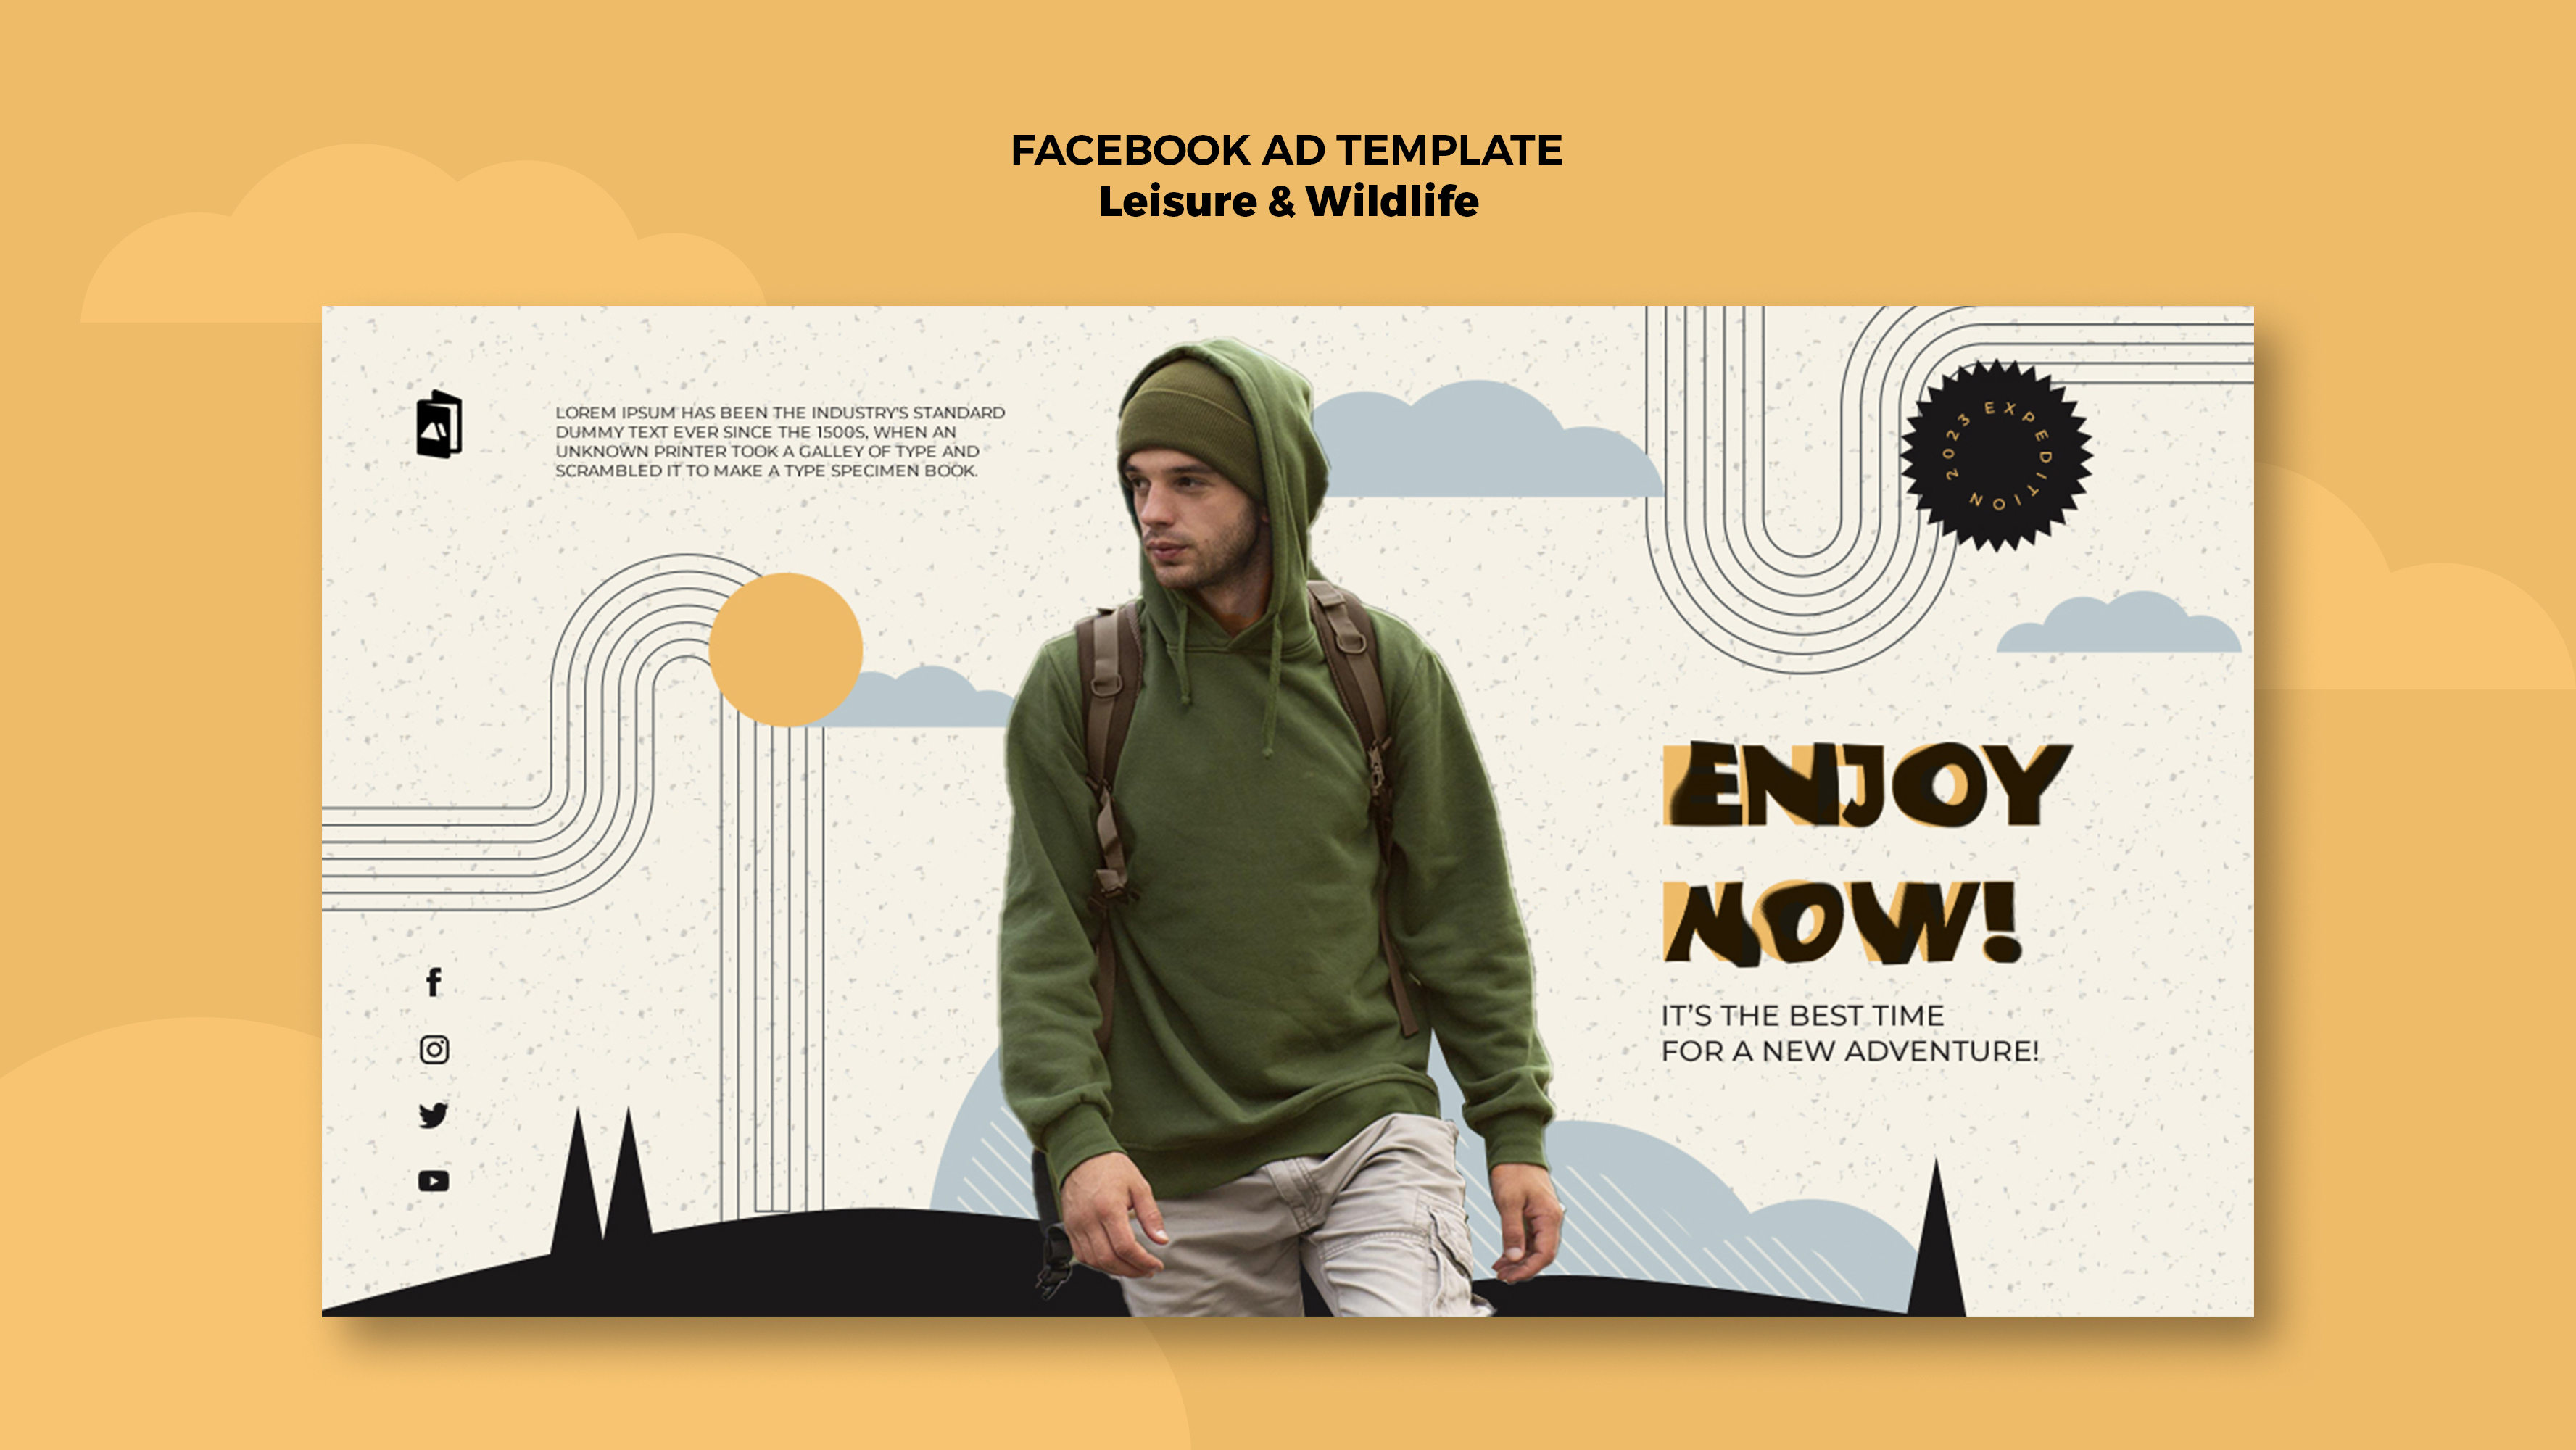 FACEBOOK AD TEMPLATE
Leisure & Wildlife
LOREM IPSUM HAS BEEN THE INDUSTRY'S STANDARD
DUMMY TEXT EVER SINCE THE 1500S, WHEN AN
UNKNOWN PRINTER TOOK A GALLEY OF TYPE AND
SCRAMBLED IT TO MAKE A TYPE SPECIMEN BOOK.
2023 EXPEDITION
ENJOY
NOW!
IT'S THE BEST TIME
FOR A NEW ADVENTURE!